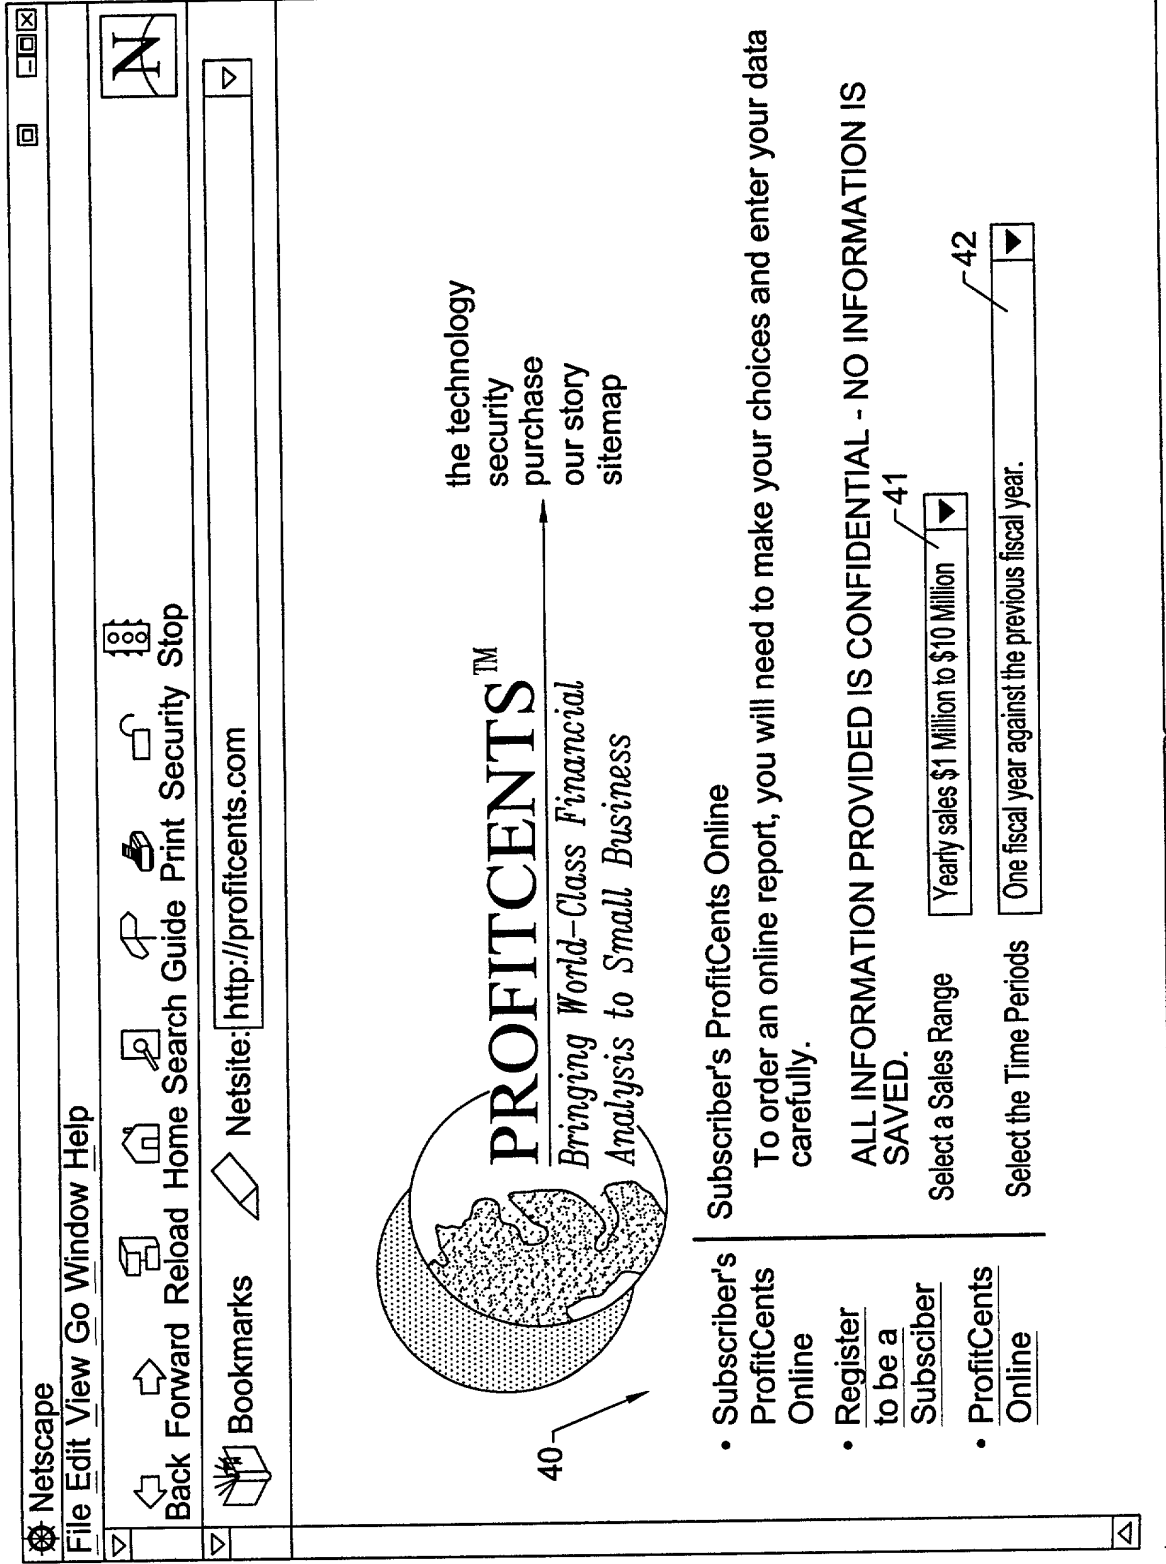 Netscape
File Edit View Go Window Help
Back Forward Reload Home Search Guide Print Security Stop
N
Bookmarks Netsite: http://profitcents.com
40
PROFITCENTS™
Bringing World-Class Financial
Analysis to Small Business
the technology
security
purchase
our story
sitemap
• Subscriber's
ProfitCents
Online
• Register
to be a
Subsciber
• ProfitCents
Online
Subscriber's ProfitCents Online
To order an online report, you will need to make your choices and enter your data
carefully.
ALL INFORMATION PROVIDED IS CONFIDENTIAL - NO INFORMATION IS
SAVED.
41
Select a Sales Range Yearly sales $1 Million to $10 Million
42
Select the Time Periods One fiscal year against the previous fiscal year.